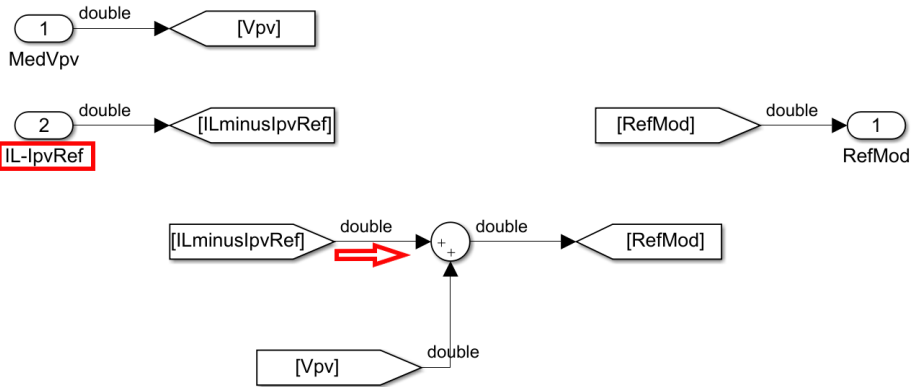 double
1
[Vpv]
MedVpv
double
2
[ILminusIpvRef]
IL-IpvRef
[RefMod]
double
1
RefMod
[ILminusIpvRef]
double
+
+
double
[RefMod]
[Vpv]
double